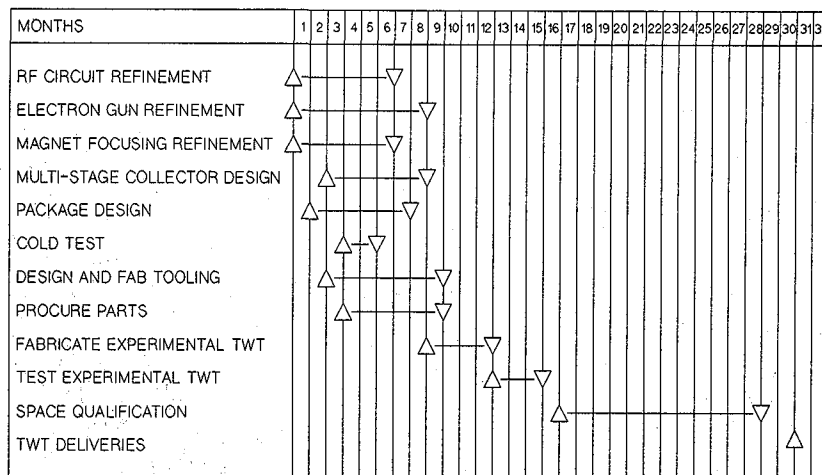 MONTHS 1 2 3 4 5 6 7 8 9 10 11 12 13 14 15 16 17 18 19 20 21 22 23 24 25 26 27 28 29 30 31 3
RF CIRCUIT REFINEMENT
ELECTRON GUN REFINEMENT
MAGNET FOCUSING REFINEMENT
MULTI-STAGE COLLECTOR DESIGN
PACKAGE DESIGN
COLD TEST
DESIGN AND FAB TOOLING
PROCURE PARTS
FABRICATE EXPERIMENTAL TWT
TEST EXPERIMENTAL TWT
SPACE QUALIFICATION
TWT DELIVERIES